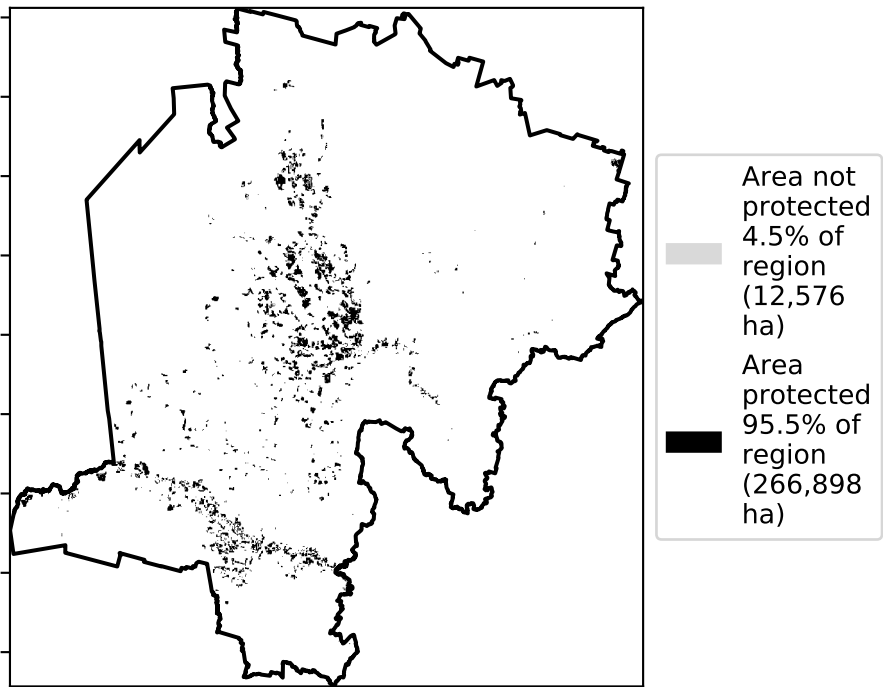 Area not
protected
4.5% of
region
(12,576
ha)
Area
protected
95.5% of
region
(266,898
ha)